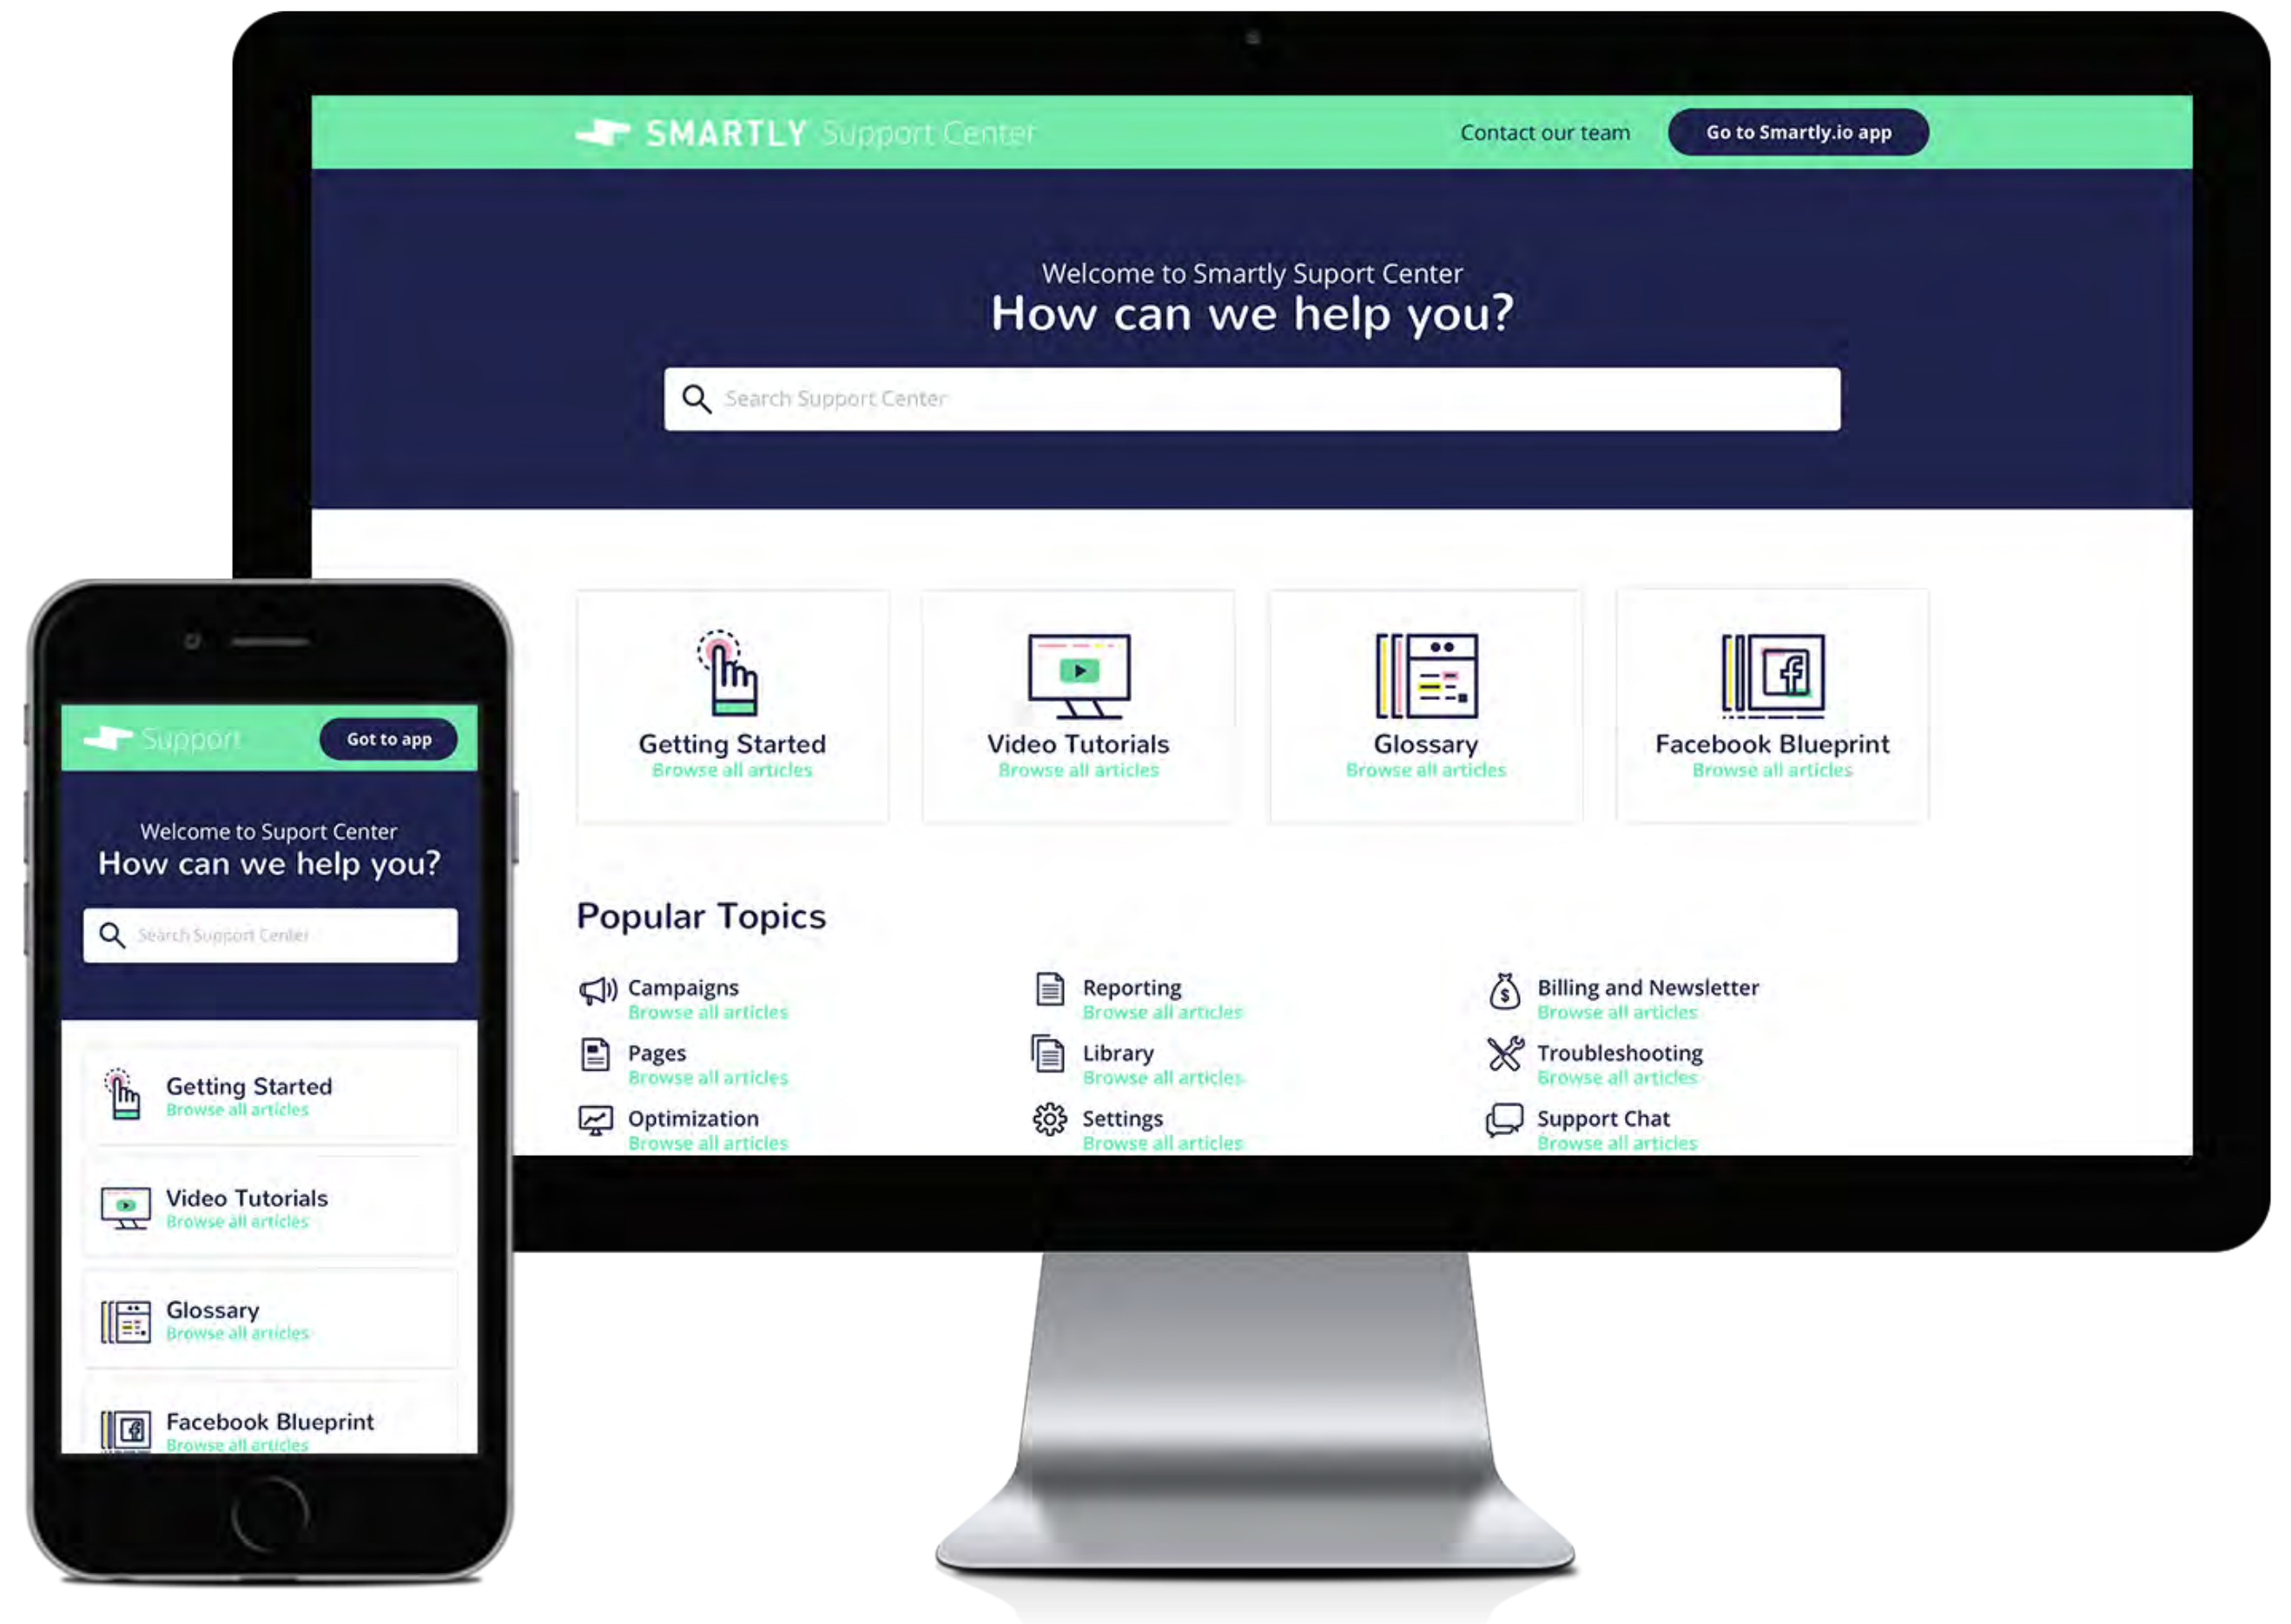 SMARTLY Support Center
Contact our team
Go to Smartly.io app
Welcome to Smartly Suport Center
How can we help you?
Search Support Center
Getting Started
Browse all articles
Video Tutorials
Browse all articles
Glossary
Browse all articles
Facebook Blueprint
Browse all articles
Popular Topics
Campaigns
Browse all articles
Reporting
Browse all articles
Billing and Newsletter
Browse all articles
Pages
Browse all articles
Library
Browse all articles
Troubleshooting
Browse all articles
Optimization
Browse all articles
Settings
Browse all articles
Support Chat
Browse all articles
Support
Got to app
Welcome to Suport Center
How can we help you?
Search Support Center
Getting Started
Browse all articles
Video Tutorials
Browse all articles
Glossary
Browse all articles
Facebook Blueprint
Browse all articles